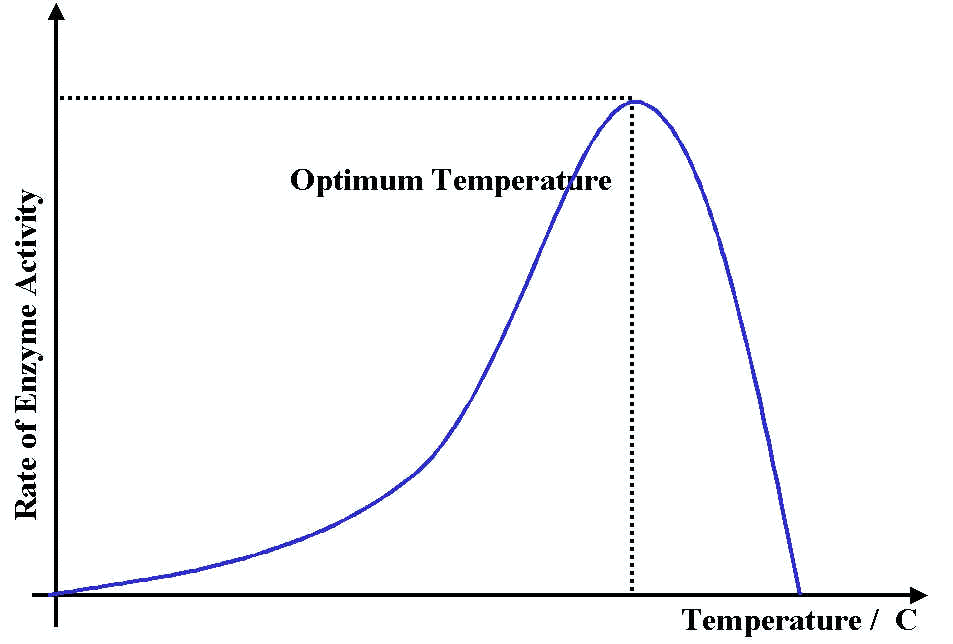 Optimum Temperature
Rate of Enzyme Activity
Temperature / C